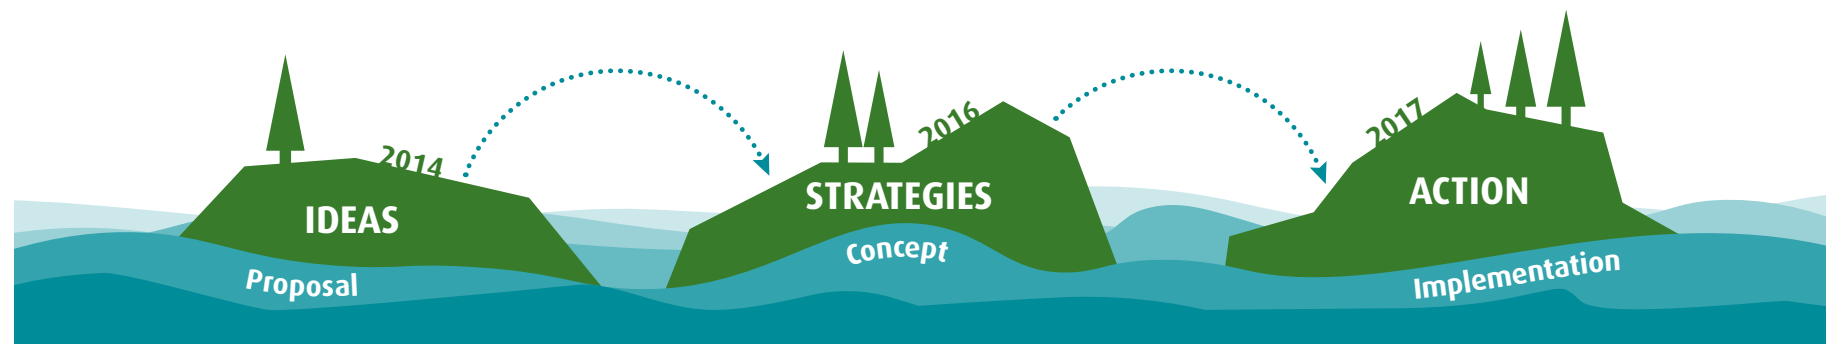 2014
IDEAS
Proposal
2016
STRATEGIES
Concept
2017
ACTION
Implementation